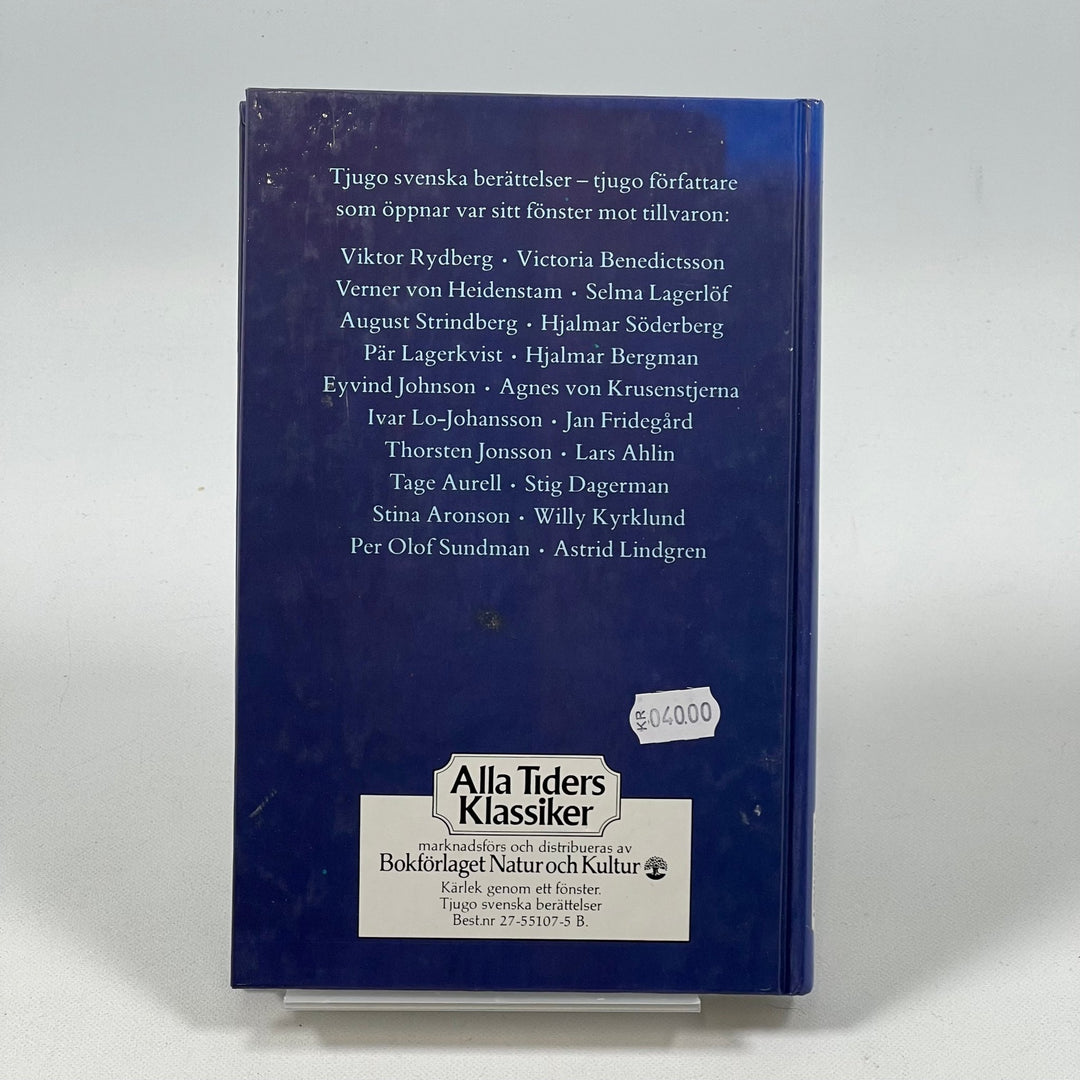 Tjugo svenska berättelser – tjugo författare
som öppnar var sitt fönster mot tillvaron:
Viktor Rydberg • Victoria Benedictsson
Verner von Heidenstam • Selma Lagerlöf
August Strindberg • Hjalmar Söderberg
Pär Lagerkvist • Hjalmar Bergman
Eyvind Johnson • Agnes von Krusenstjerna
Ivar Lo-Johansson • Jan Fridegård
Thorsten Jonsson • Lars Ahlin
Tage Aurell • Stig Dagerman
Stina Aronson • Willy Kyrklund
Per Olof Sundman • Astrid Lindgren
KR 040.00
Alla Tiders
Klassiker
marknadsförs och distribueras av
Bokförlaget Natur och Kultur
Kärlek genom ett fönster.
Tjugo svenska berättelser
Best.nr 27-55107-5 B.